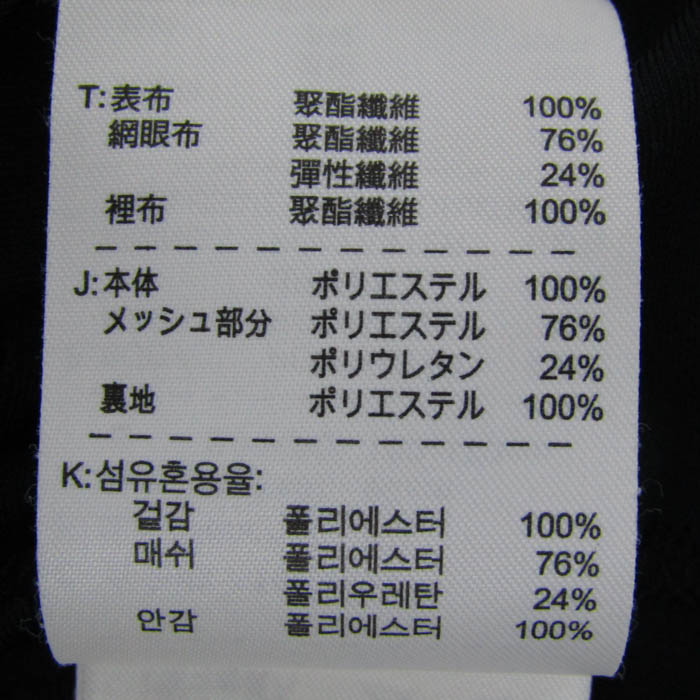 T:表布 聚酯纖維 100%
網眼布 聚酯纖維 76%
彈性纖維 24%
裡布 聚酯纖維 100%
J:本体 ポリエステル 100%
メッシュ部分 ポリエステル 76%
ポリウレタン 24%
裏地 ポリエステル 100%
K:섬유혼용율:
겉감 폴리에스터 100%
매쉬 폴리에스터 76%
폴리우레탄 24%
안감 폴리에스터 100%